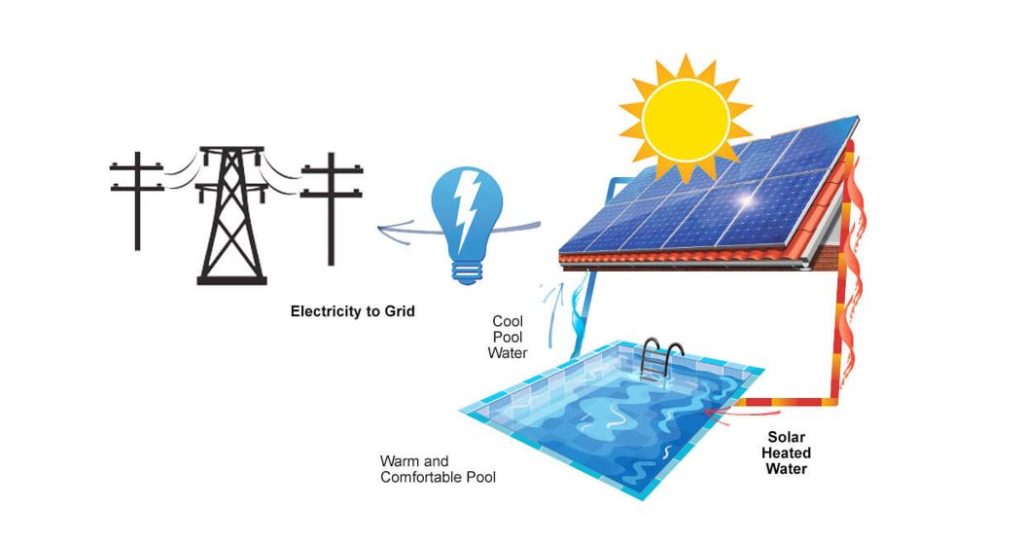 Electricity to Grid
Cool
Pool
Water
Warm and
Comfortable Pool
Solar
Heated
Water